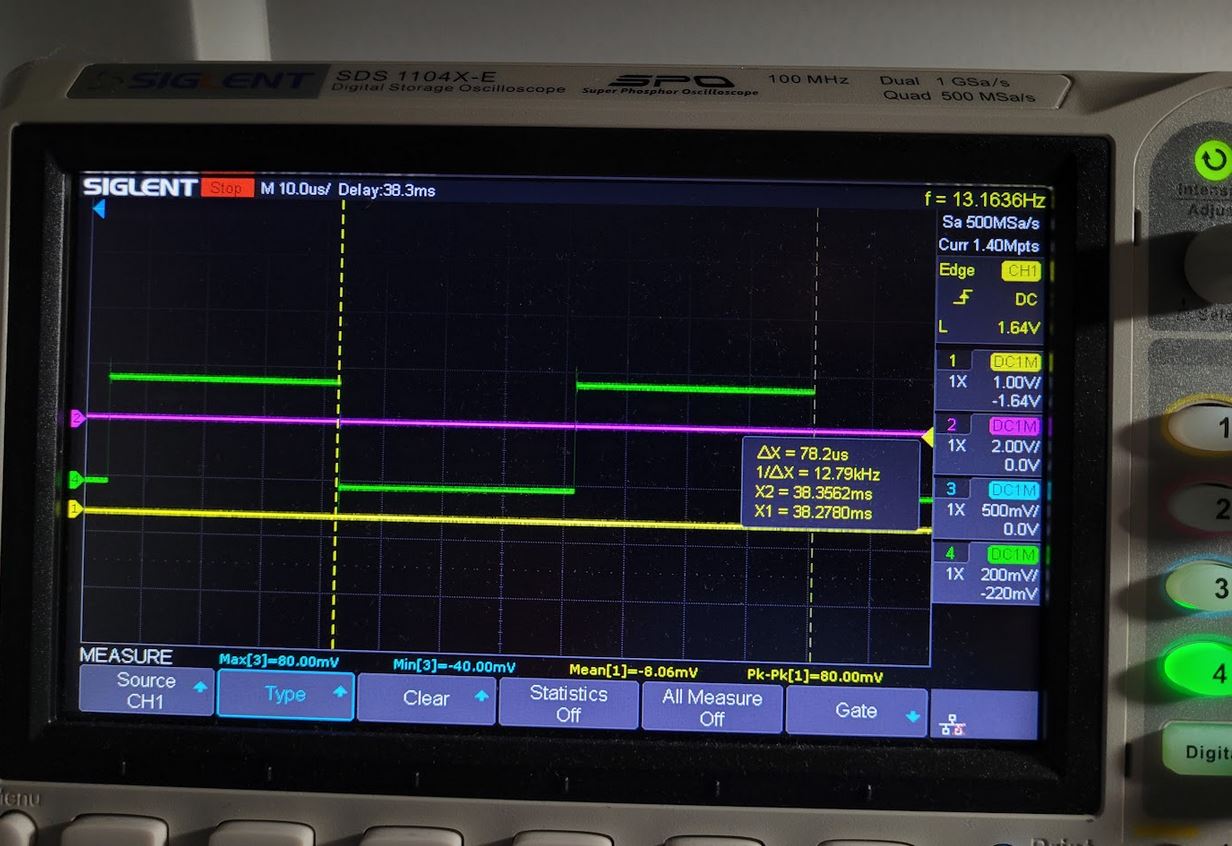 SIGLENT SDS 1104X-E
Digital Storage Oscilloscope
SPO
Super Phosphor Oscilloscope
100 MHz
Dual 1 GSa/s
Quad 500 MSa/s
SIGLENT Stop M 10.0us/ Delay:38.3ms
f = 13.1636Hz
Sa 500MSa/s
Curr 1.40Mpts
Edge CH1
DC
L 1.64V
1 DC1M
1X 1.00V/
-1.64V
2 DC1M
1X 2.00V/
0.0V
3 DC1M
1X 500mV/
0.0V
4 DC1M
1X 200mV/
-220mV
2
4
1
ΔX = 78.2us
1/ΔX = 12.79kHz
X2 = 38.3562ms
X1 = 38.2780ms
MEASURE Max[3]=80.00mV Min[3]=-40.00mV Mean[1]=-8.06mV Pk-Pk[1]=80.00mV
Source
CH1
Type
Clear
Statistics
Off
All Measure
Off
Gate
1
2
3
4